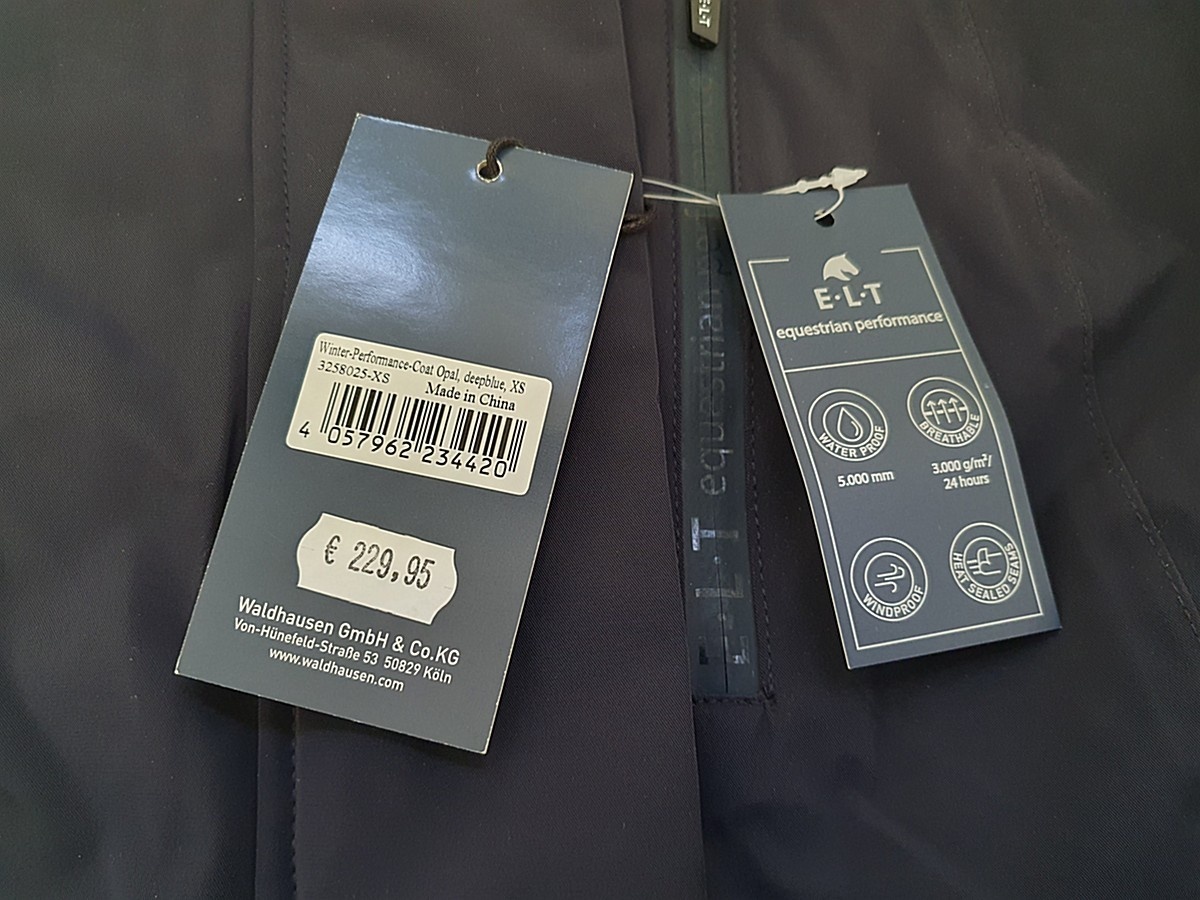 Winter-Performance-Coat Opal, deepblue, XS
3258025-XS
Made in China
4 057962 234420
€ 229,95
Waldhausen GmbH & Co.KG
Von-Hünefeld-Straße 53 50829 Köln
www.waldhausen.com
E·L·T
equestrian performance
WATER PROOF
5.000 mm
BREATHABLE
3.000 g/m²/
24 hours
WINDPROOF
HEAT SEALED SEAMS
E·L·T
equestrian